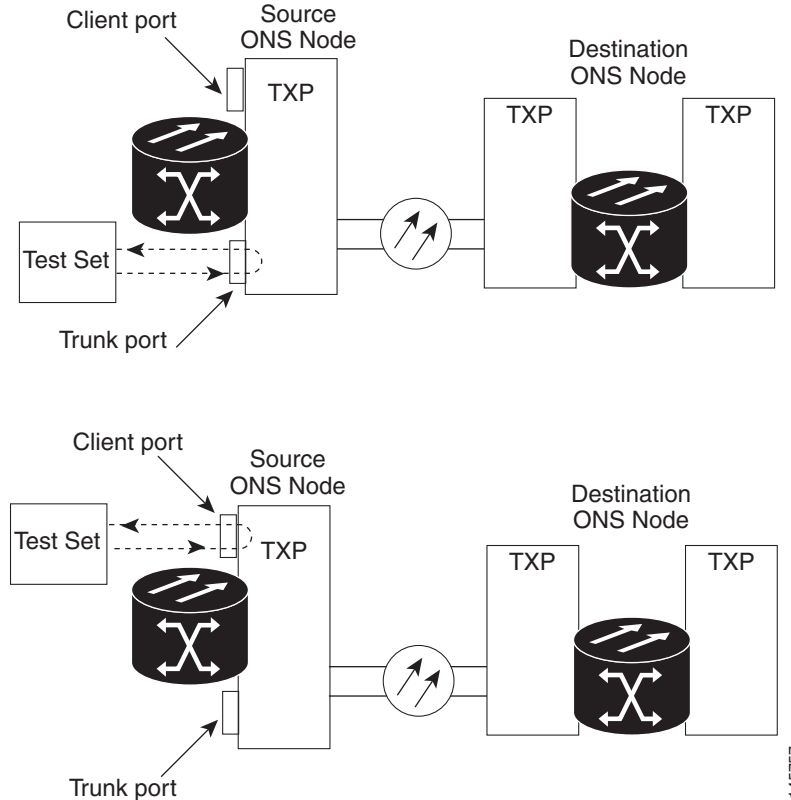 Client port
Source
ONS Node
Destination
ONS Node
TXP
TXP
TXP
Test Set
Trunk port
Client port
Source
ONS Node
Destination
ONS Node
Test Set
TXP
TXP
TXP
Trunk port